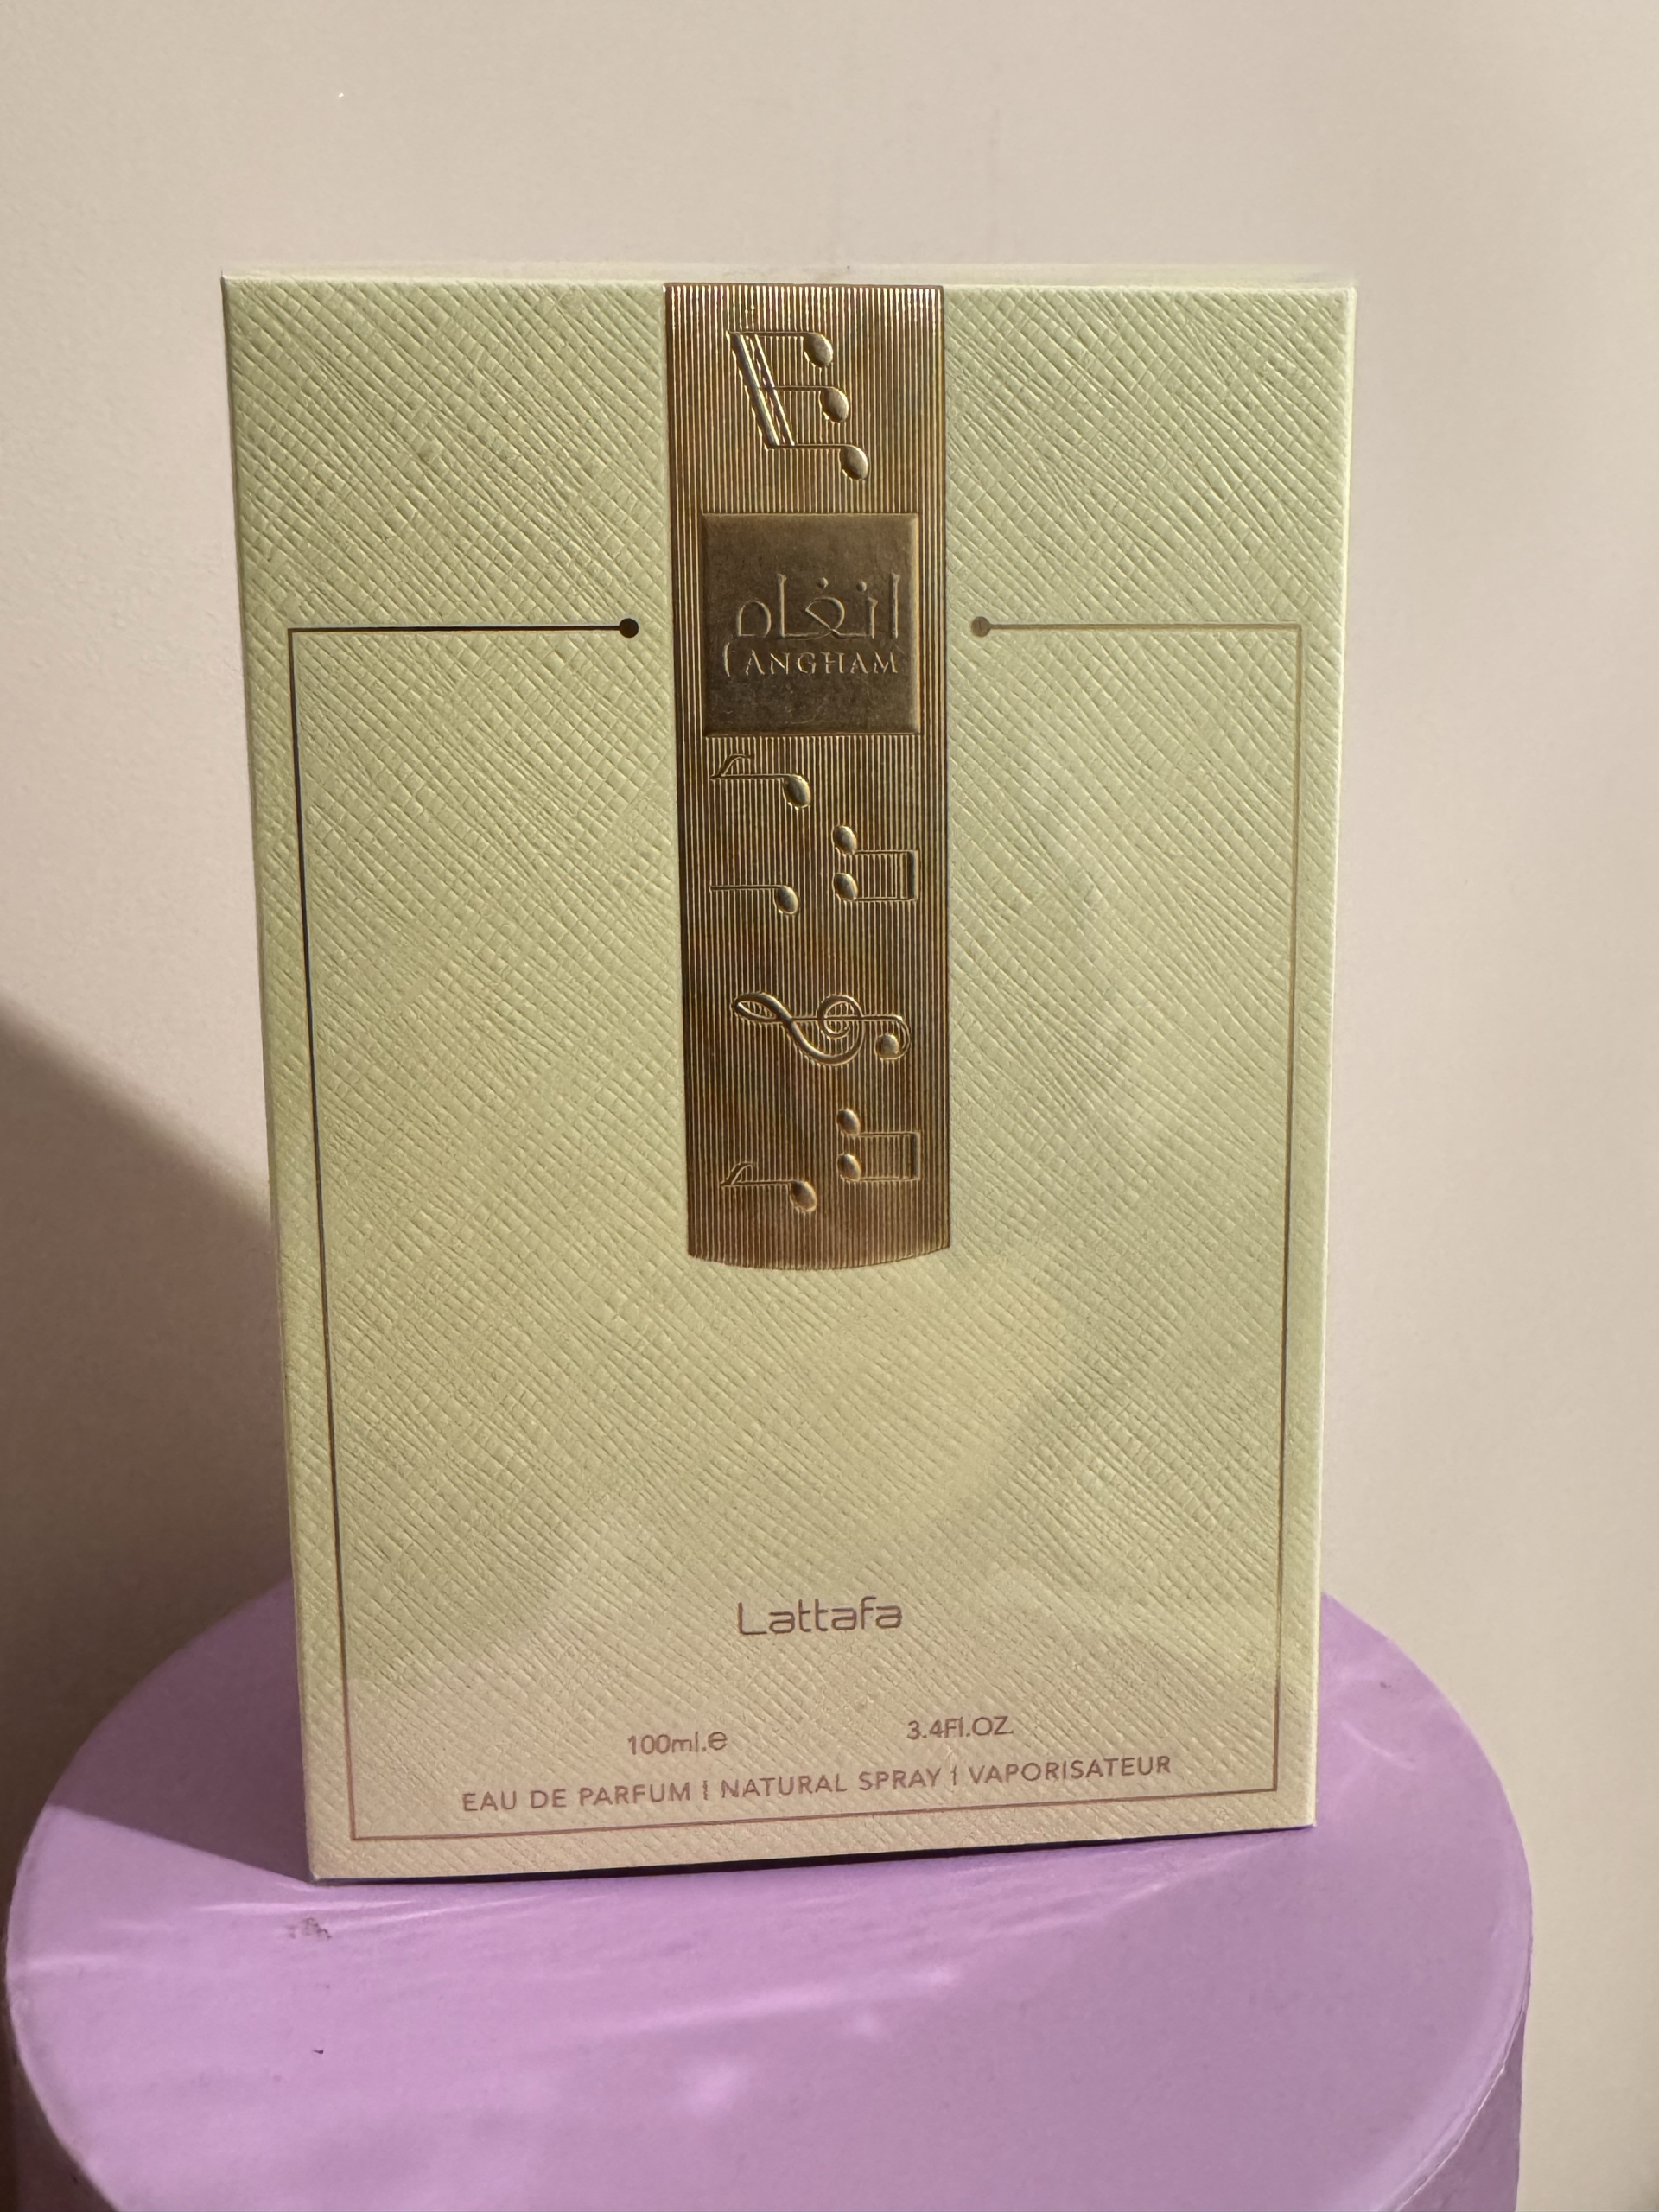 انغام
ANGHAM
Lattafa
100ml.e 3.4Fl.OZ.
EAU DE PARFUM | NATURAL SPRAY | VAPORISATEUR